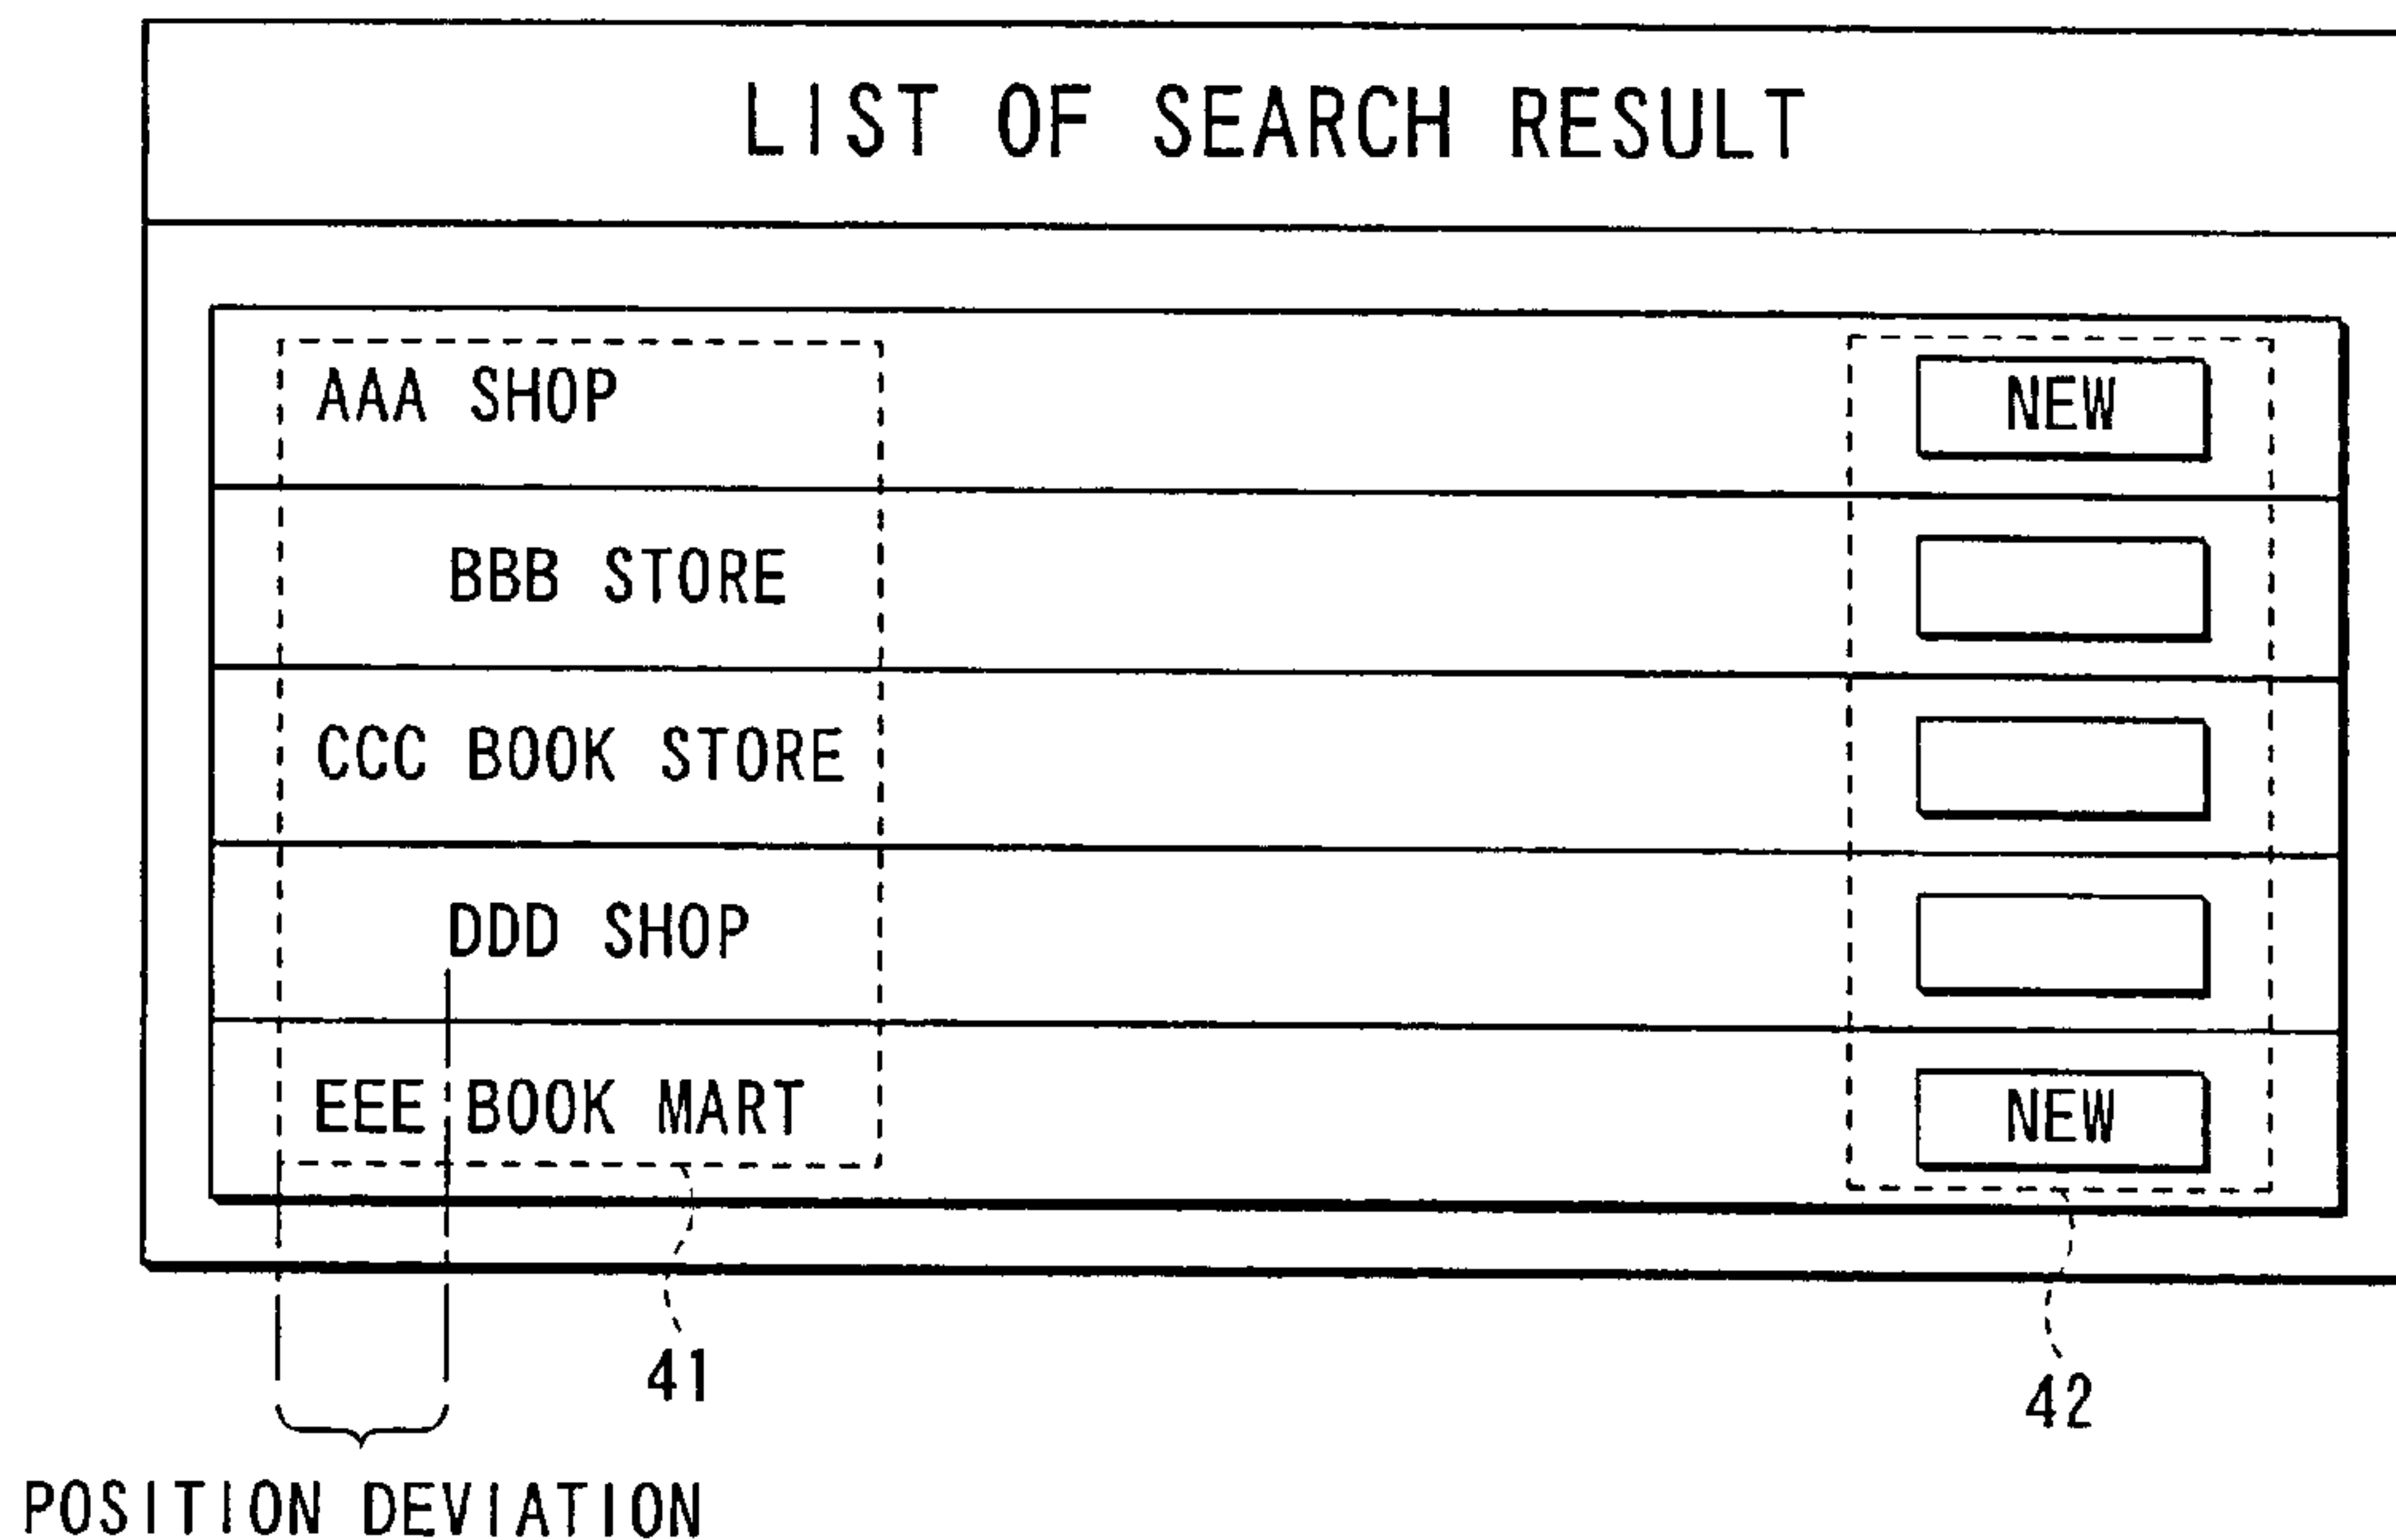 LIST OF SEARCH RESULT
AAA SHOP NEW
BBB STORE
CCC BOOK STORE
DDD SHOP
EEE BOOK MART NEW
41
42
POSITION DEVIATION